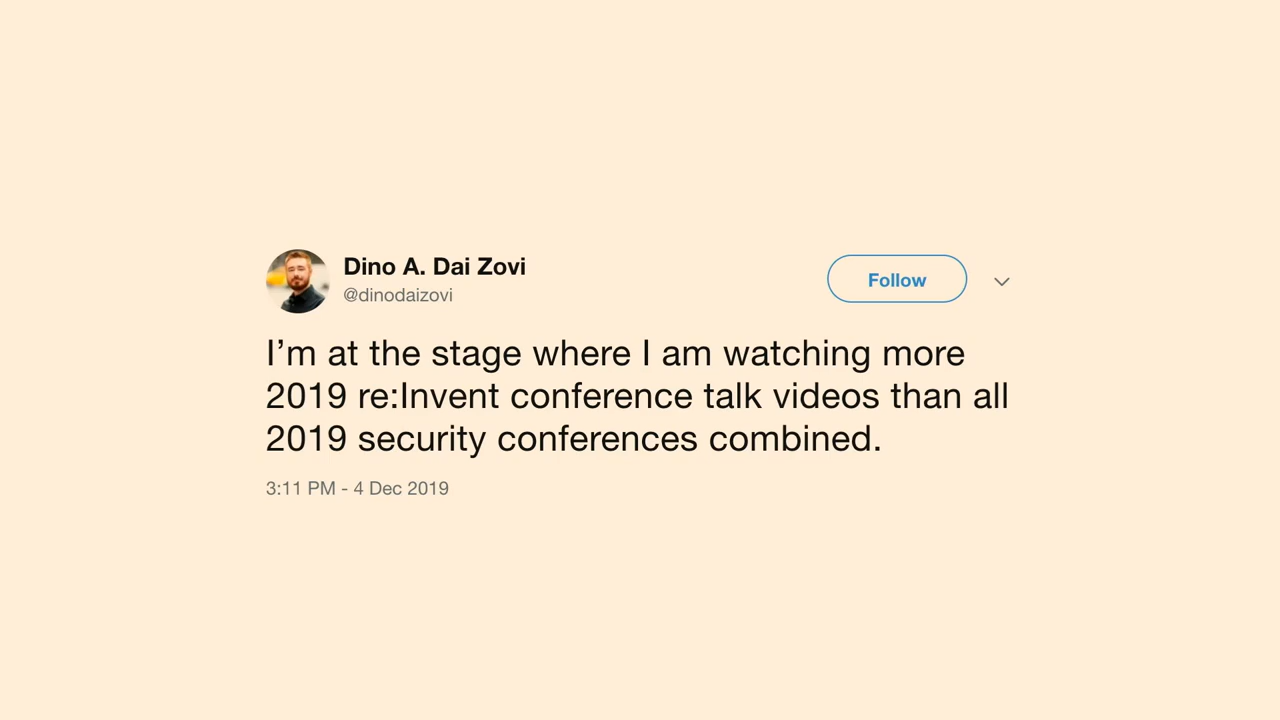 Dino A. Dai Zovi
@dinodaizovi
Follow
I’m at the stage where I am watching more
2019 re:Invent conference talk videos than all
2019 security conferences combined.
3:11 PM - 4 Dec 2019